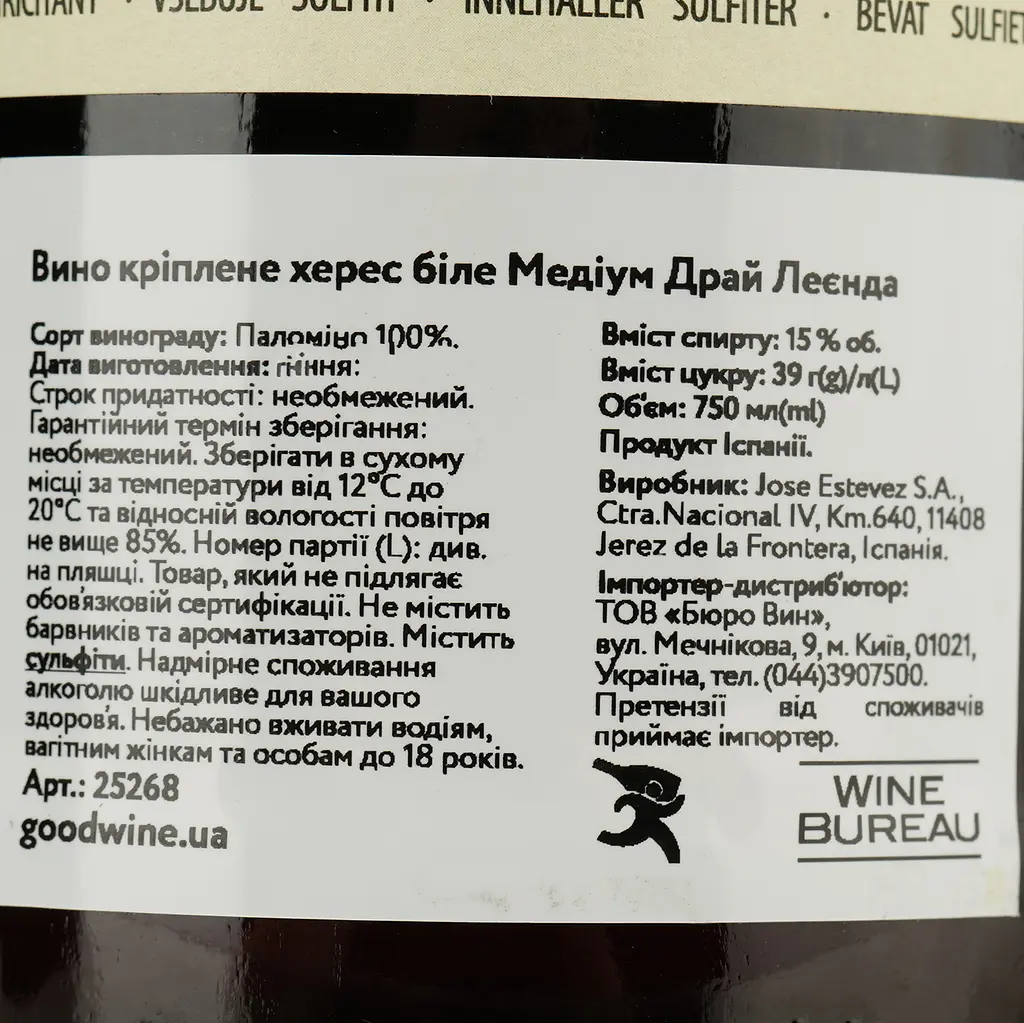 VSEBUJE SULFIT · INNEHÅLLER SULFITER · BEVAT SULFIET
Вино кріплене херес біле Медіум Драй Леєнда
Сорт винограду: Паломіно 100%.
Дата виготовлення:
Строк придатності: необмежений.
Гарантійний термін зберігання:
необмежений. Зберігати в сухому
місці за температури від 12°С до
20°С та відносній вологості повітря
не вище 85%. Номер партії (L): див.
на пляшці. Товар, який не підлягає
обов'язковій сертифікації. Не містить
барвників та ароматизаторів. Містить
сульфіти. Надмірне споживання
алкоголю шкідливе для вашого
здоров'я. Небажано вживати водіям,
вагітним жінкам та особам до 18 років.
Арт.: 25268
goodwine.ua
Вміст спирту: 15 % об.
Вміст цукру: 39 г(g)/л(L)
Об'єм: 750 мл(ml)
Продукт Іспанії.
Виробник: Jose Estevez S.A.,
Ctra.Nacional IV, Km.640, 11408
Jerez de la Frontera, Іспанія.
Імпортер-дистриб'ютор:
ТОВ «Бюро Вин»,
вул. Мечнікова, 9, м. Київ, 01021,
Україна, тел. (044)3907500.
Претензії від споживачів
приймає імпортер.
WINE
BUREAU